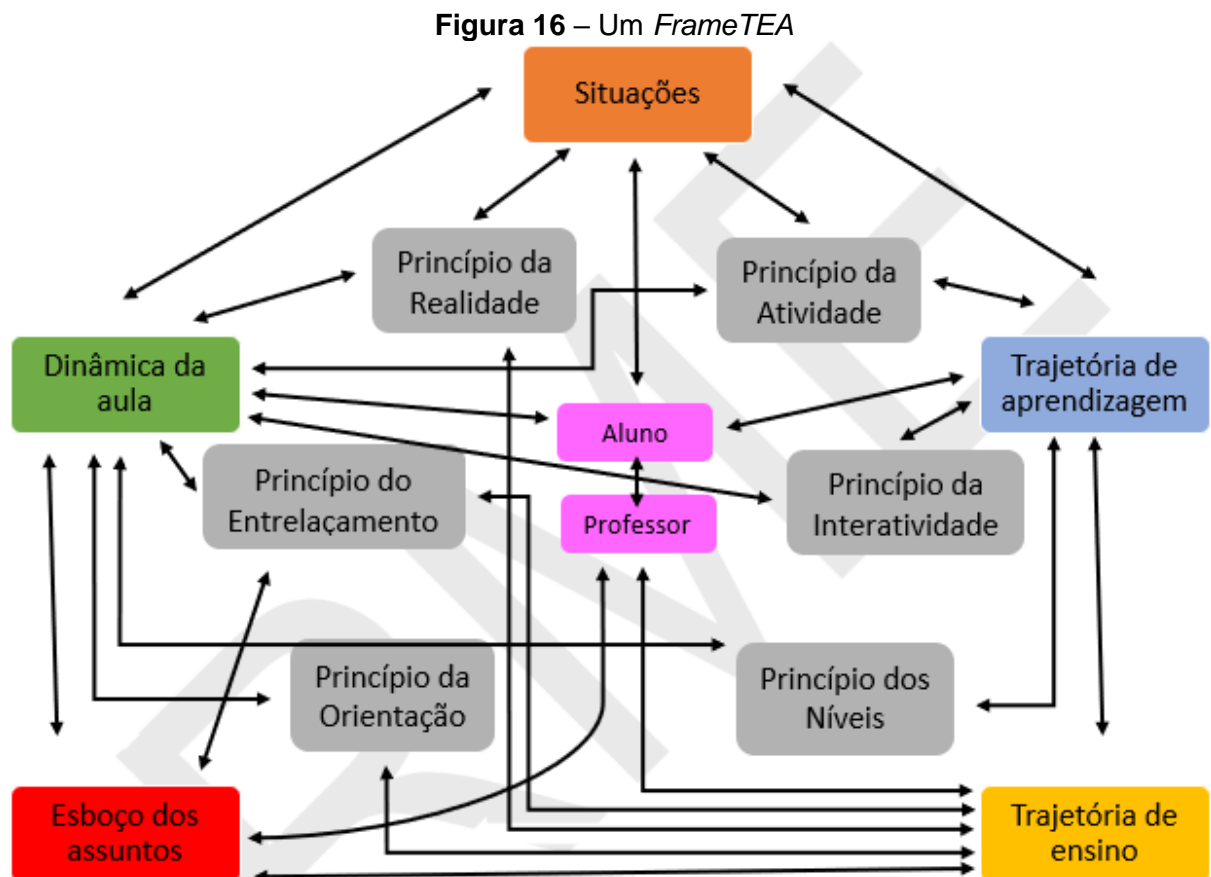 Figura 16 – Um FrameTEA
Situações
Princípio da
Realidade
Princípio da
Atividade
Dinâmica da
aula
Trajetória de
aprendizagem
Aluno
Princípio do
Entrelaçamento
Professor
Princípio da
Interatividade
Princípio da
Orientação
Princípio dos
Níveis
Esboço dos
assuntos
Trajetória de
ensino